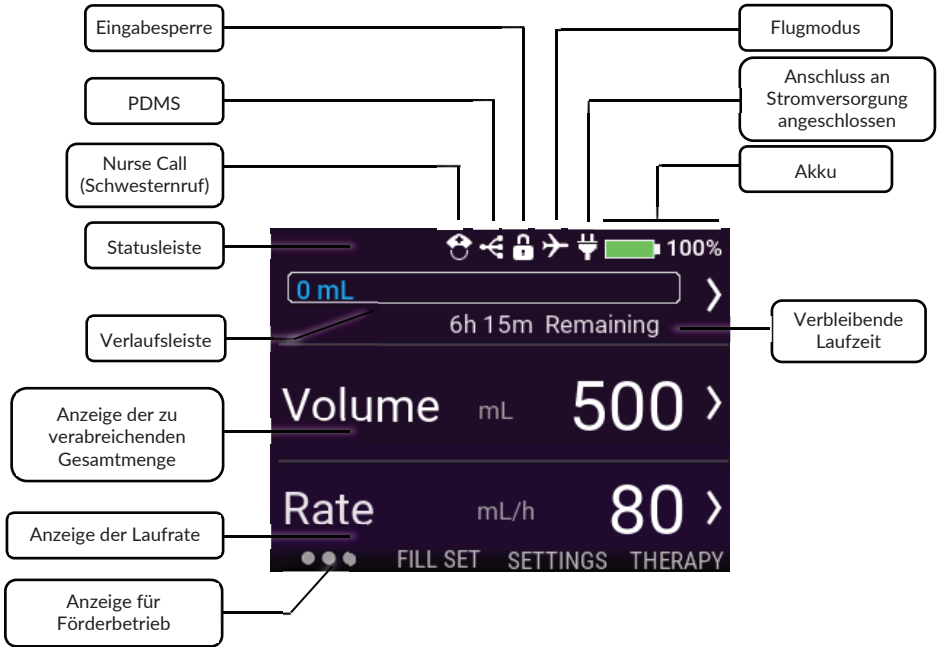 Eingabesperre
Flugmodus
PDMS
Anschluss an
Stromversorgung
angeschlossen
Nurse Call
(Schwesternruf)
Akku
Statusleiste
100%
0 mL
6h 15m Remaining
Verlaufsleiste
Verbleibende
Laufzeit
Anzeige der zu
verabreichenden
Gesamtmenge
Volume mL 500
Rate mL/h 80
Anzeige der Laufrate
FILL SET SETTINGS THERAPY
Anzeige für
Förderbetrieb